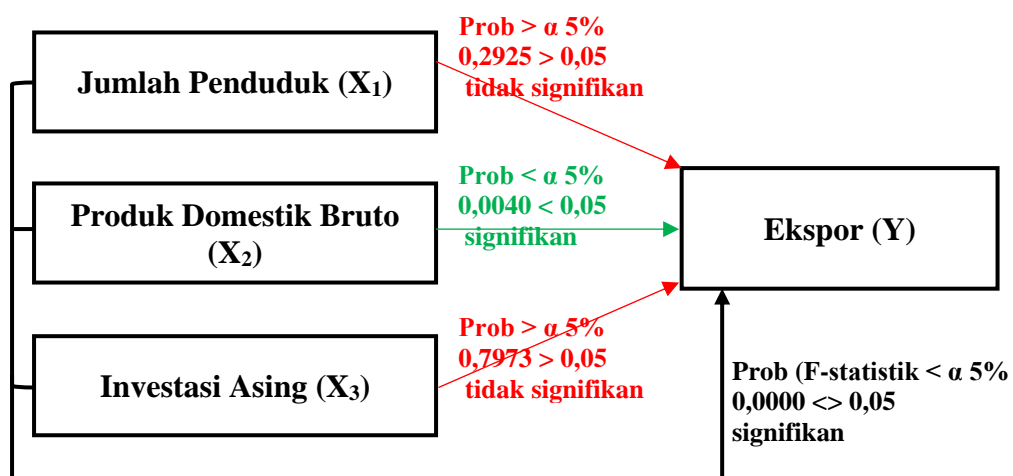 Prob > α 5%
0,2925 > 0,05
tidak signifikan
Jumlah Penduduk (X₁)
Prob < α 5%
0,0040 < 0,05
signifikan
Produk Domestik Bruto
(X₂)
Ekspor (Y)
Prob > α 5%
0,7973 > 0,05
tidak signifikan
Investasi Asing (X₃)
Prob (F-statistik < α 5%
0,0000 <> 0,05
signifikan